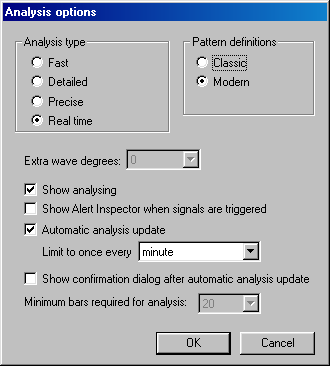 Analysis options
Analysis type
Fast
Detailed
Precise
Real time
Pattern definitions
Classic
Modern
Extra wave degrees: 0
Show analysing
Show Alert Inspector when signals are triggered
Automatic analysis update
Limit to once every minute
Show confirmation dialog after automatic analysis update
Minimum bars required for analysis: 20
OK Cancel